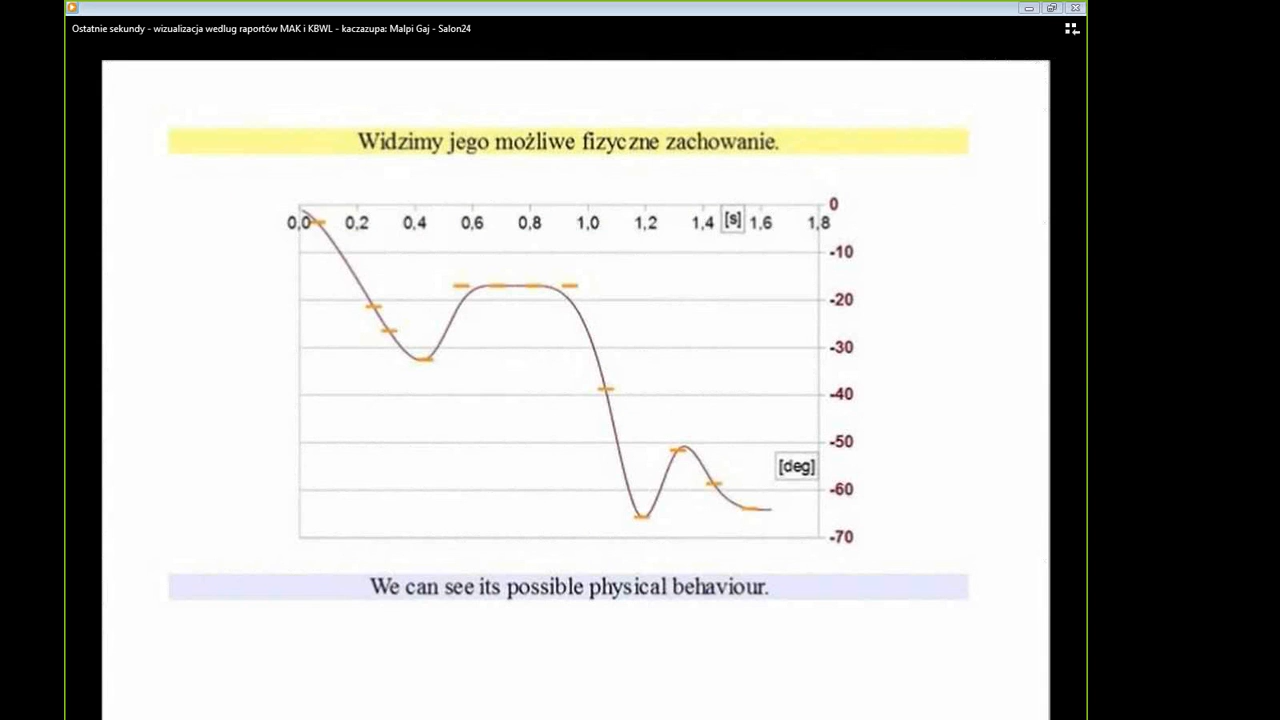 Ostatnie sekundy - wizualizacja wedlug raportów MAK i KBWL - kaczazupa: Malpi Gaj - Salon24
Widzimy jego możliwe fizyczne zachowanie.
0
0,0 0,2 0,4 0,6 0,8 1,0 1,2 1,4 [s] 1,6 1,8
-10
-20
-30
-40
-50
[deg]
-60
-70
We can see its possible physical behaviour.